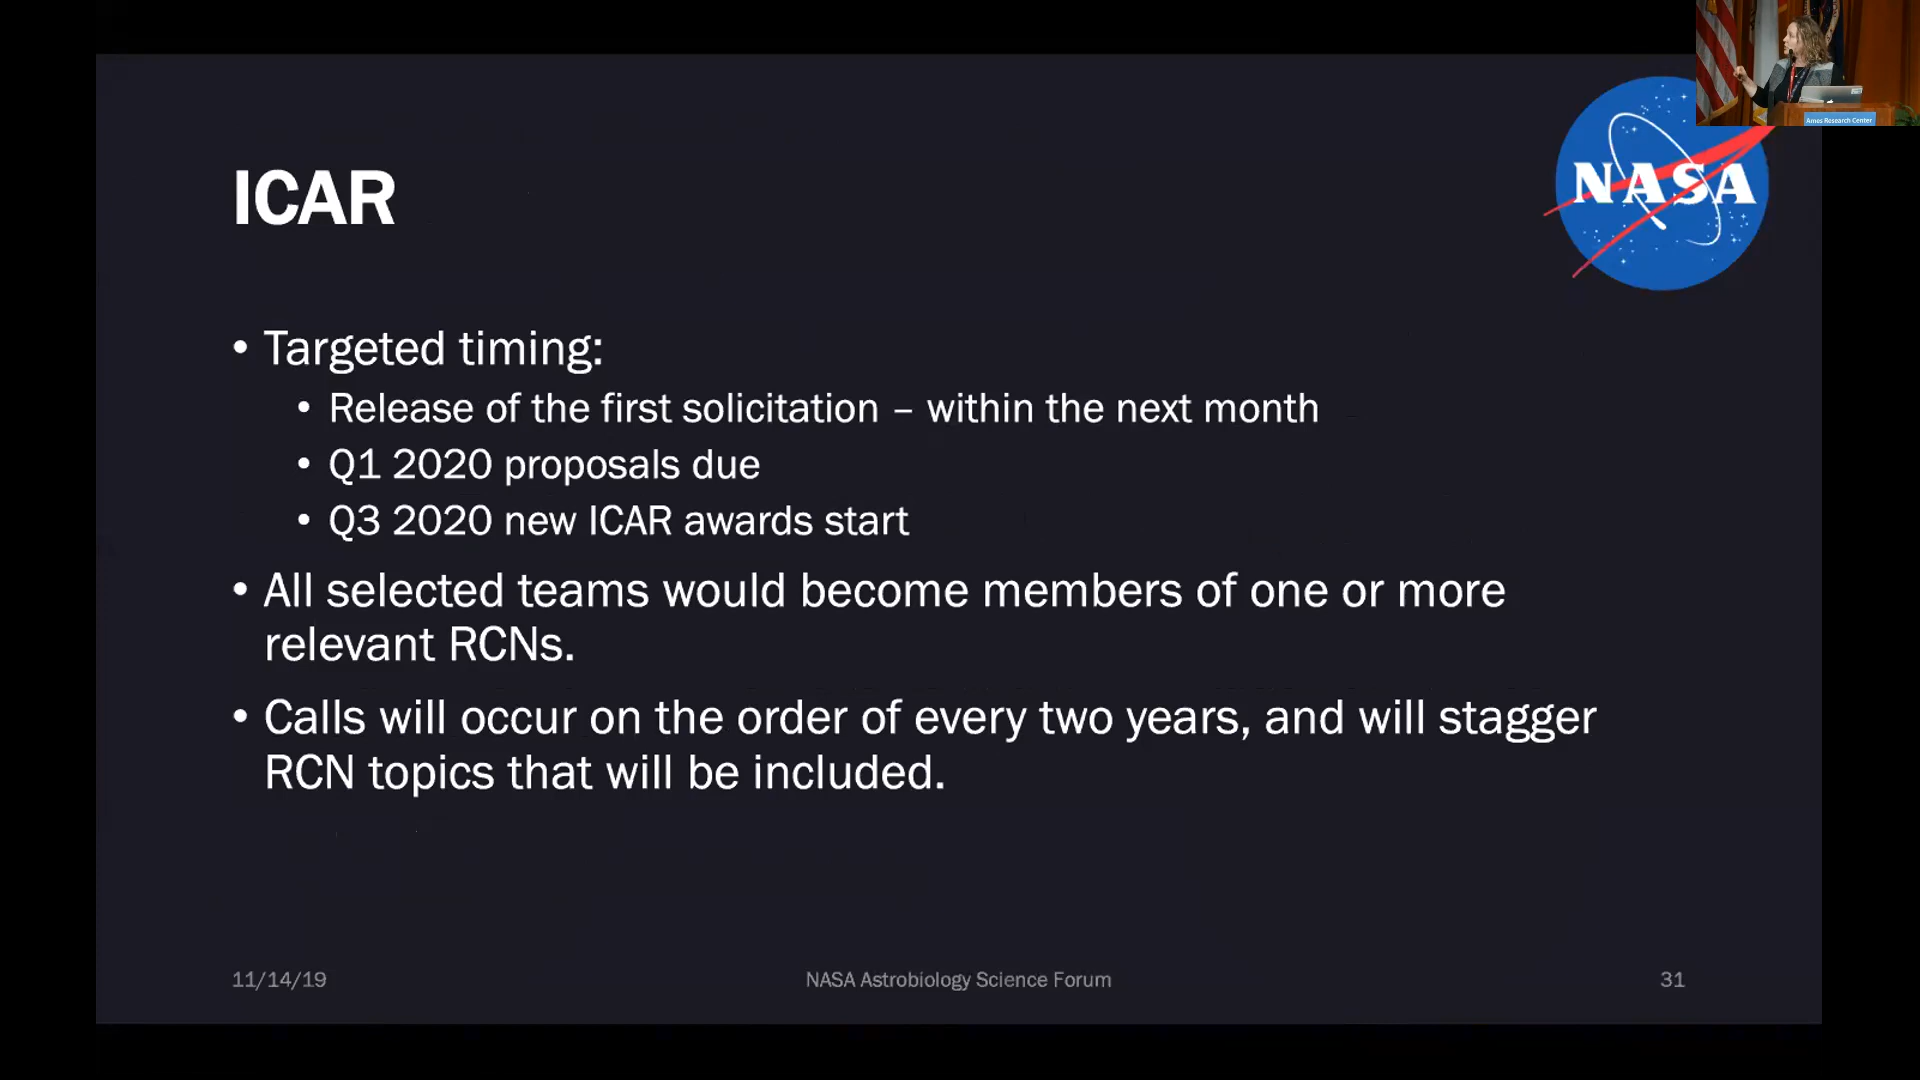 Ames Research Center
NASA
ICAR
• Targeted timing:
• Release of the first solicitation – within the next month
• Q1 2020 proposals due
• Q3 2020 new ICAR awards start
• All selected teams would become members of one or more
relevant RCNs.
• Calls will occur on the order of every two years, and will stagger
RCN topics that will be included.
11/14/19
NASA Astrobiology Science Forum
31